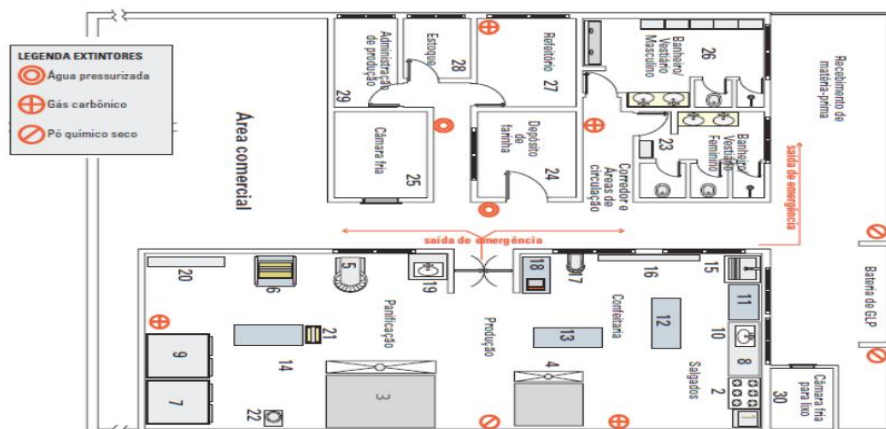 LEGENDA EXTINTORES
Água pressurizada
Gás carbônico
Pó químico seco
Área comercial
Administração
de produção
29
Estoque
28
Refeitório
27
Banheiro/
Vestiário
Masculino
26
Recebimento de
matéria-prima
Câmara fria
25
Depósito
de
farinha
24
Corredor e
Áreas de
circulação
23
Banheiro/
Vestiário
Feminino
saída de emergência
saída de emergência
Bateria de GLP
20
6
5
19
18
17
16
15
11
Panificação
Produção
Confeitaria
Salgados
21
14
13
12
10
8
9
7
22
3
4
2
1
Câmara fria
para lixo
30